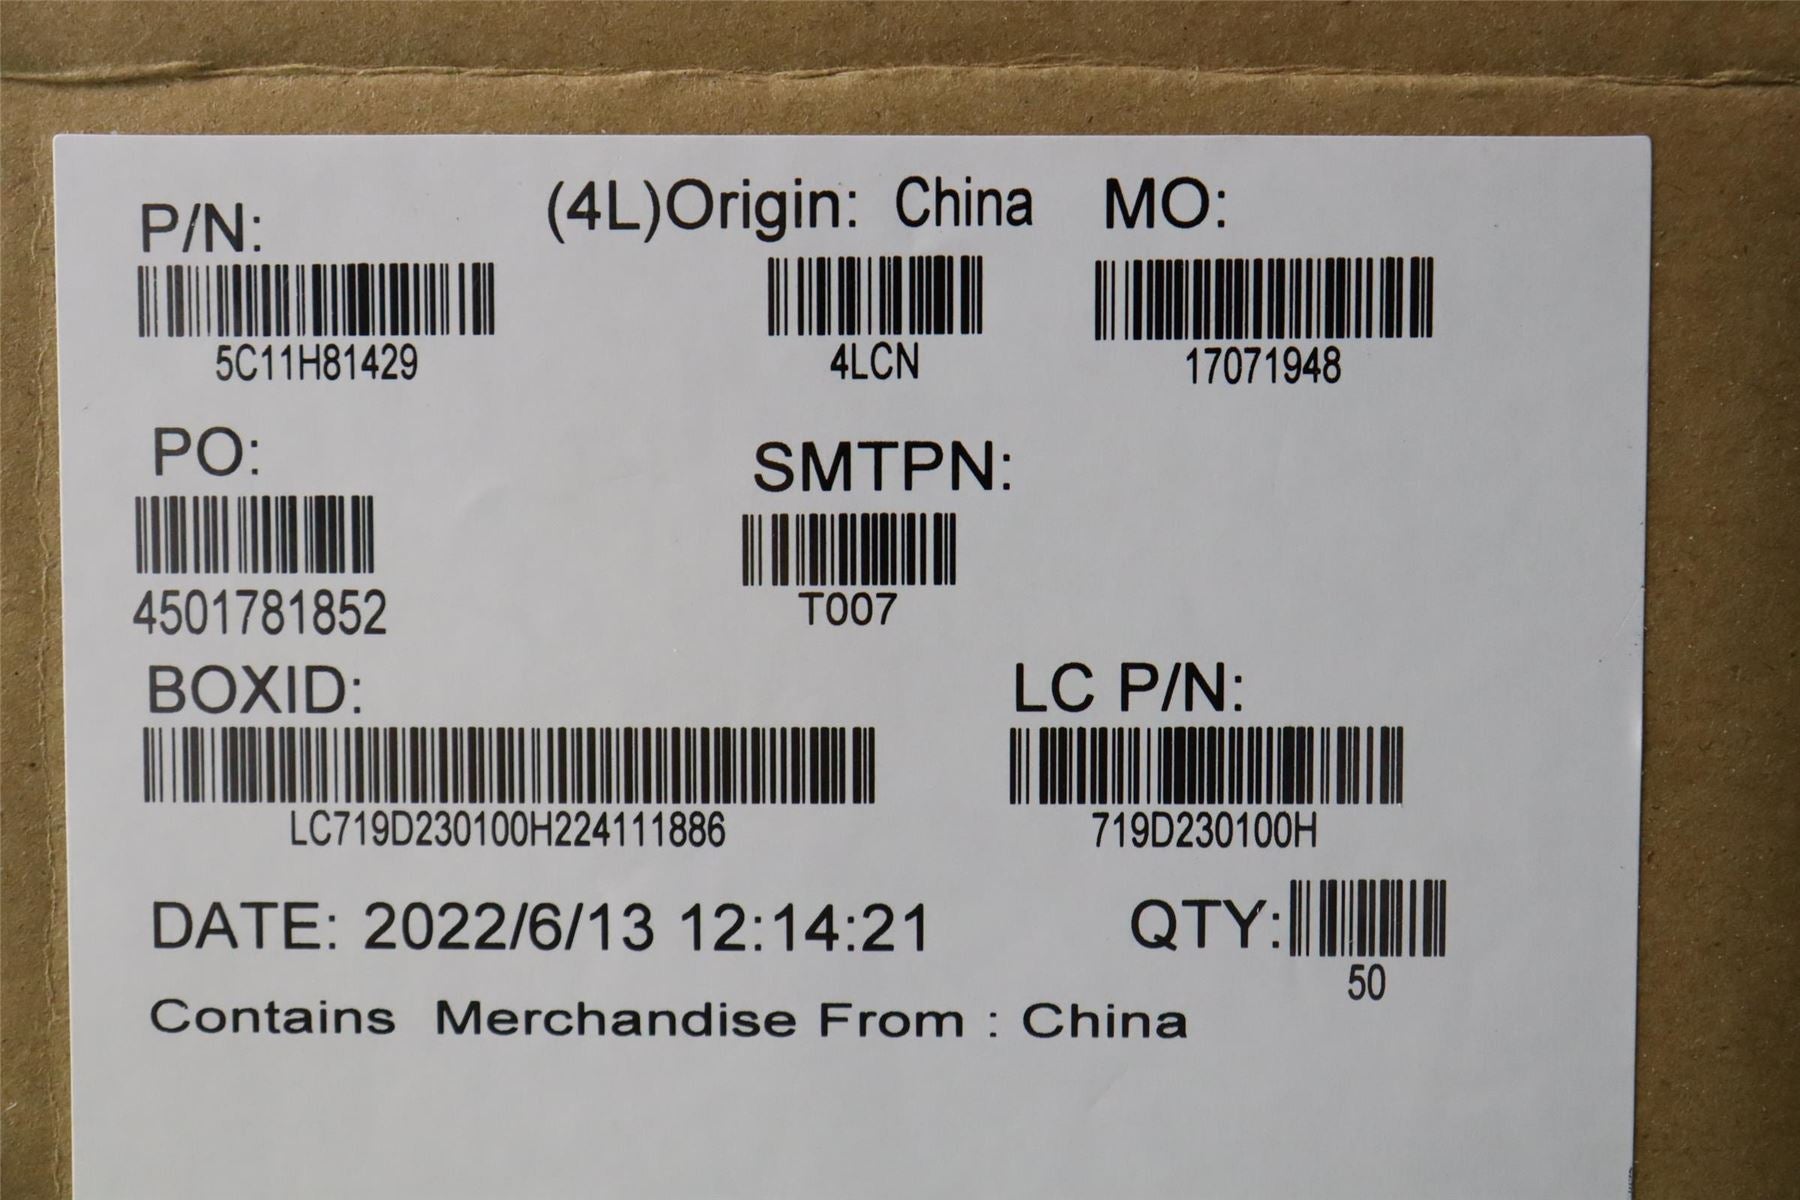 P/N: (4L)Origin: China MO:
5C11H81429 4LCN 17071948
PO: SMTPN:
4501781852 T007
BOXID: LC P/N:
LC719D230100H224111886 719D230100H
DATE: 2022/6/13 12:14:21 QTY:
50
Contains Merchandise From : China